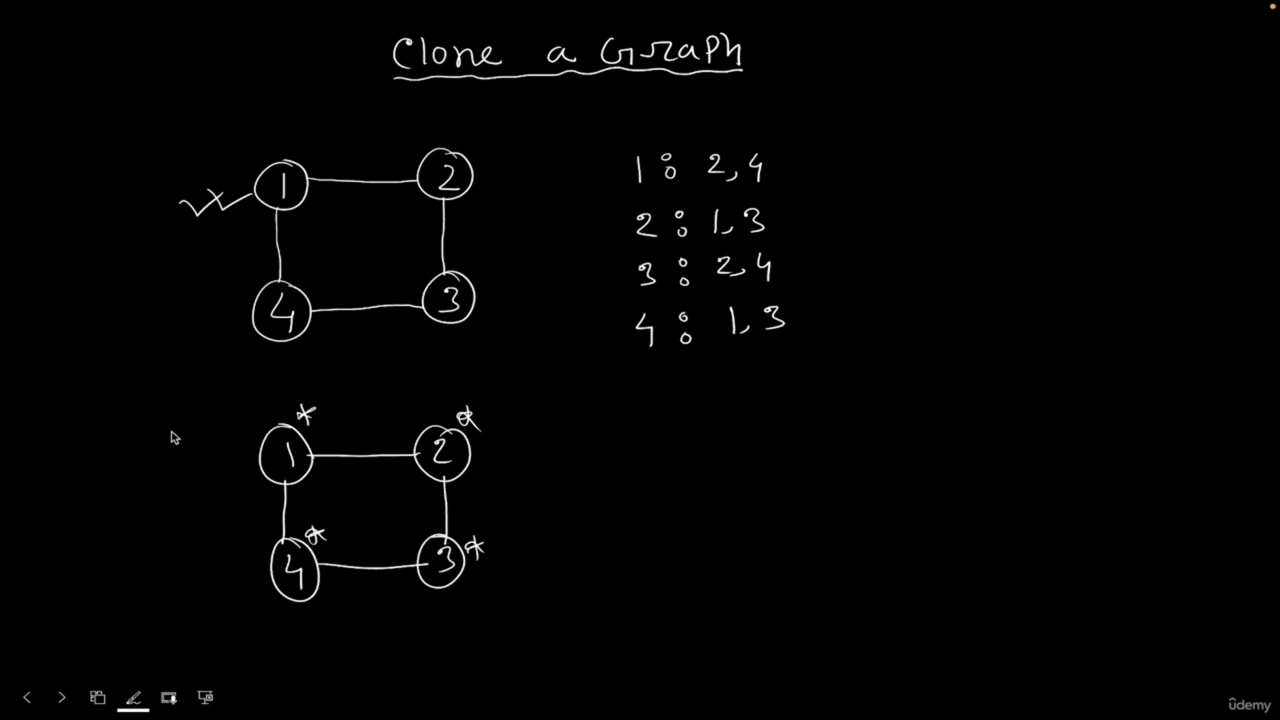 Clone a Graph
1 2
4 3
1 : 2, 4
2 : 1, 3
3 : 2, 4
4 : 1, 3
1* 2*
4* 3*
ûdemy